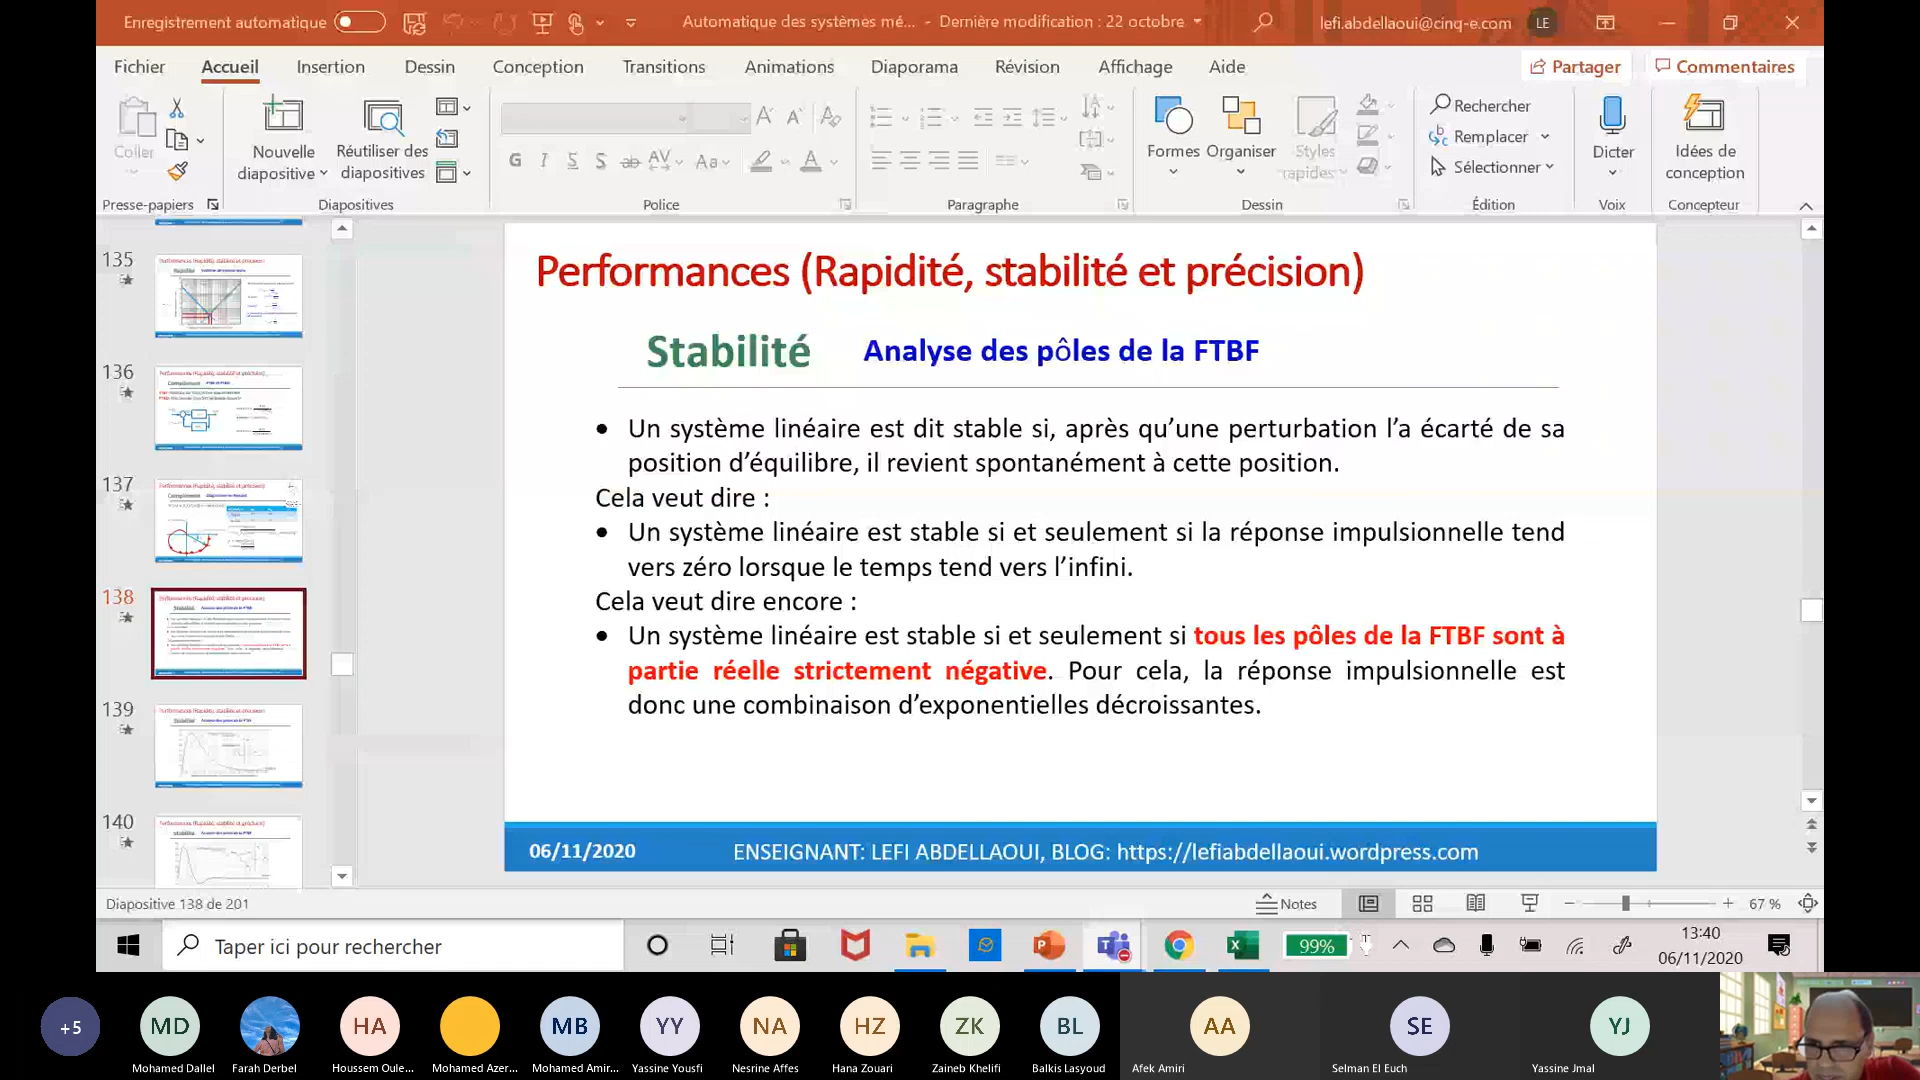 Enregistrement automatique
Automatique des systèmes mé... - Dernière modification : 22 octobre
lefi.abdellaoui@cinq-e.com
LE
Fichier Accueil Insertion Dessin Conception Transitions Animations Diaporama Révision Affichage Aide
Partager Commentaires
Coller
Nouvelle diapositive
Réutiliser des diapositives
G I S S ab AV Aa A
Formes
Organiser
Styles rapides
Rechercher
Remplacer
Sélectionner
Dicter
Idées de conception
Presse-papiers Diapositives Police Paragraphe Dessin Édition Voix Concepteur
135
136
137
138
139
140
Performances (Rapidité, stabilité et précision)
Stabilité Analyse des pôles de la FTBF
• Un système linéaire est dit stable si, après qu’une perturbation l’a écarté de sa
position d’équilibre, il revient spontanément à cette position.
Cela veut dire :
• Un système linéaire est stable si et seulement si la réponse impulsionnelle tend
vers zéro lorsque le temps tend vers l’infini.
Cela veut dire encore :
• Un système linéaire est stable si et seulement si tous les pôles de la FTBF sont à
partie réelle strictement négative. Pour cela, la réponse impulsionnelle est
donc une combinaison d’exponentielles décroissantes.
06/11/2020 ENSEIGNANT: LEFI ABDELLAOUI, BLOG: https://lefiabdellaoui.wordpress.com
Diapositive 138 de 201
Notes
67 %
Taper ici pour rechercher
99%
13:40
06/11/2020
+5 MD HA MB YY NA HZ ZK BL AA SE YJ
Mohamed Dallel Farah Derbel Houssem Oule... Mohamed Azer... Mohamed Amir... Yassine Yousfi Nesrine Affes Hana Zouari Zaineb Khelifi Balkis Lasyoud Afek Amiri Selman El Euch Yassine Jmal